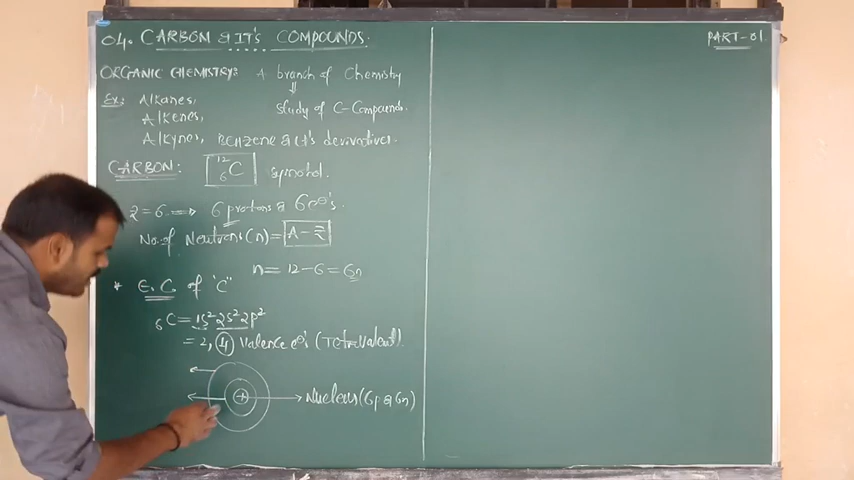 04. CARBON & IT'S COMPOUNDS.
PART-01
ORGANIC CHEMISTRY: A branch of Chemistry
⇓
Ex: Alkanes, study of C-Compounds.
Alkenes,
Alkynes, BENZENE & it's derivatives.
CARBON: ¹²₆C symbol.
Z=6 ⟹ 6 protons & 6e⊖'s.
No. of Neutrons (n) = A-Z
n = 12-6 = 6n
* E.C. of "C"
₆C = 1s² 2s² 2p²
= 2, 4 Valence e⊖'s (Tetravalent)
+ → Nucleus (6p & 6n)